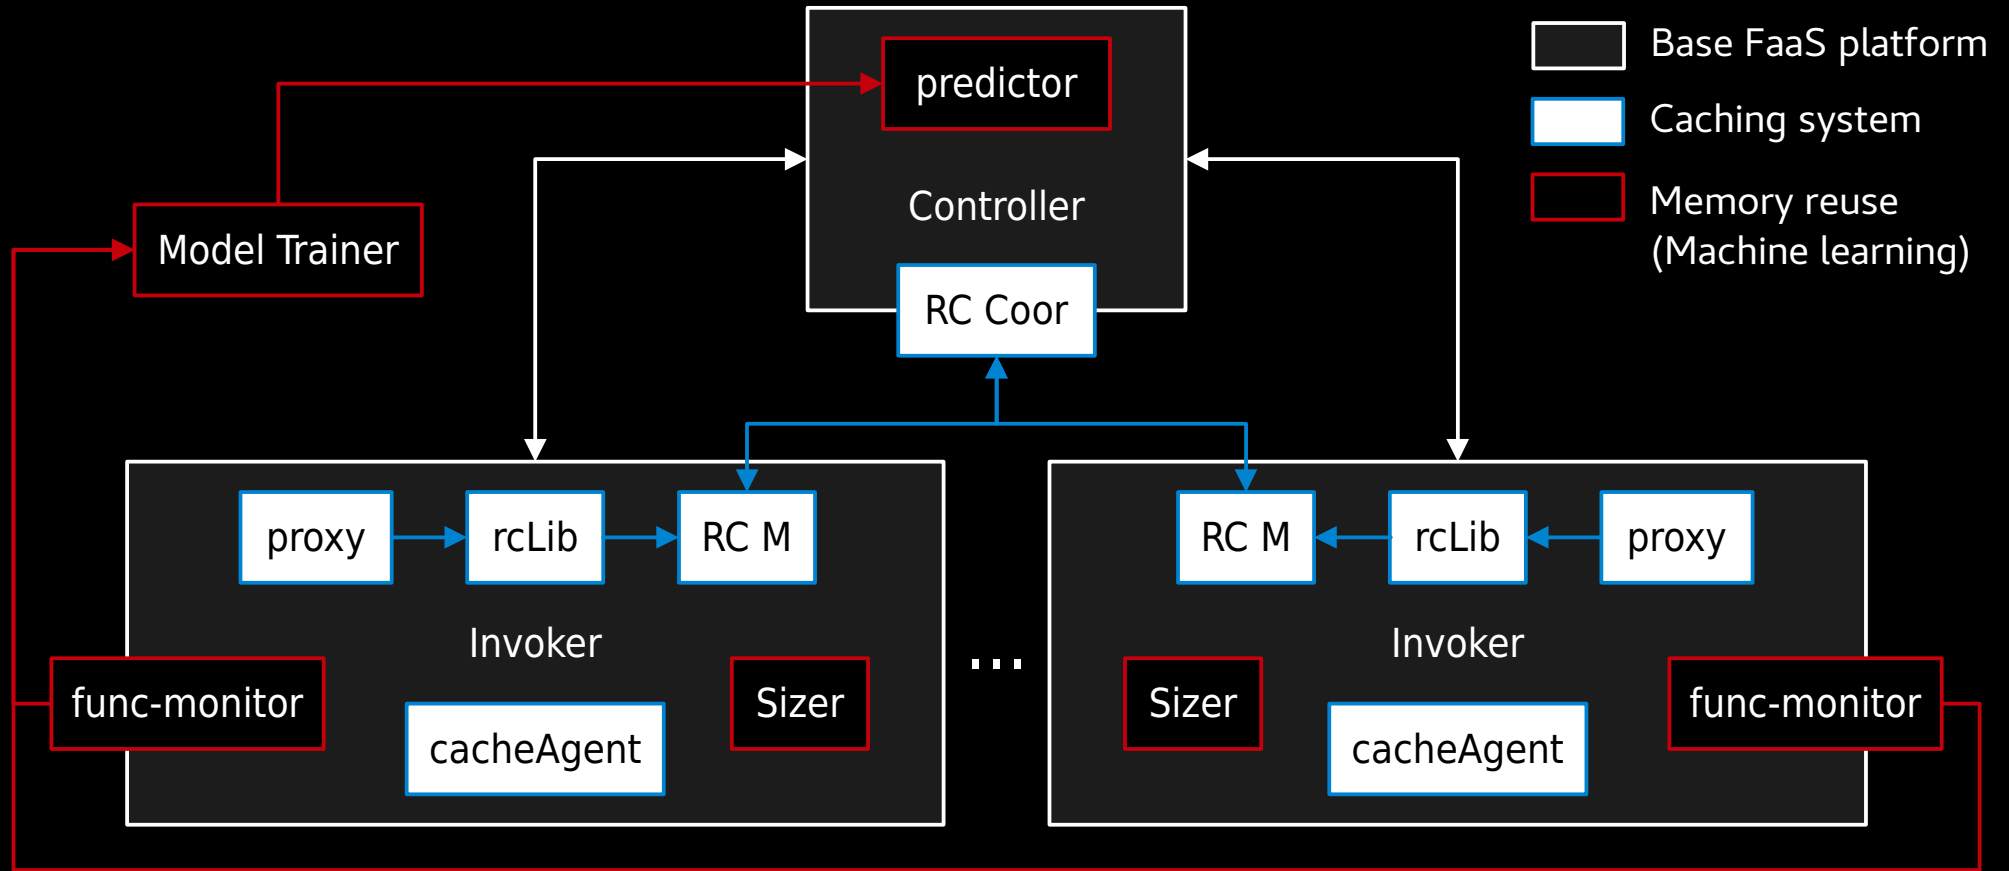 predictor
Controller
RC Coor
Model Trainer
Base FaaS platform
Caching system
Memory reuse
(Machine learning)
proxy
rcLib
RC M
Invoker
func-monitor
Sizer
cacheAgent
...
RC M
rcLib
proxy
Invoker
Sizer
func-monitor
cacheAgent